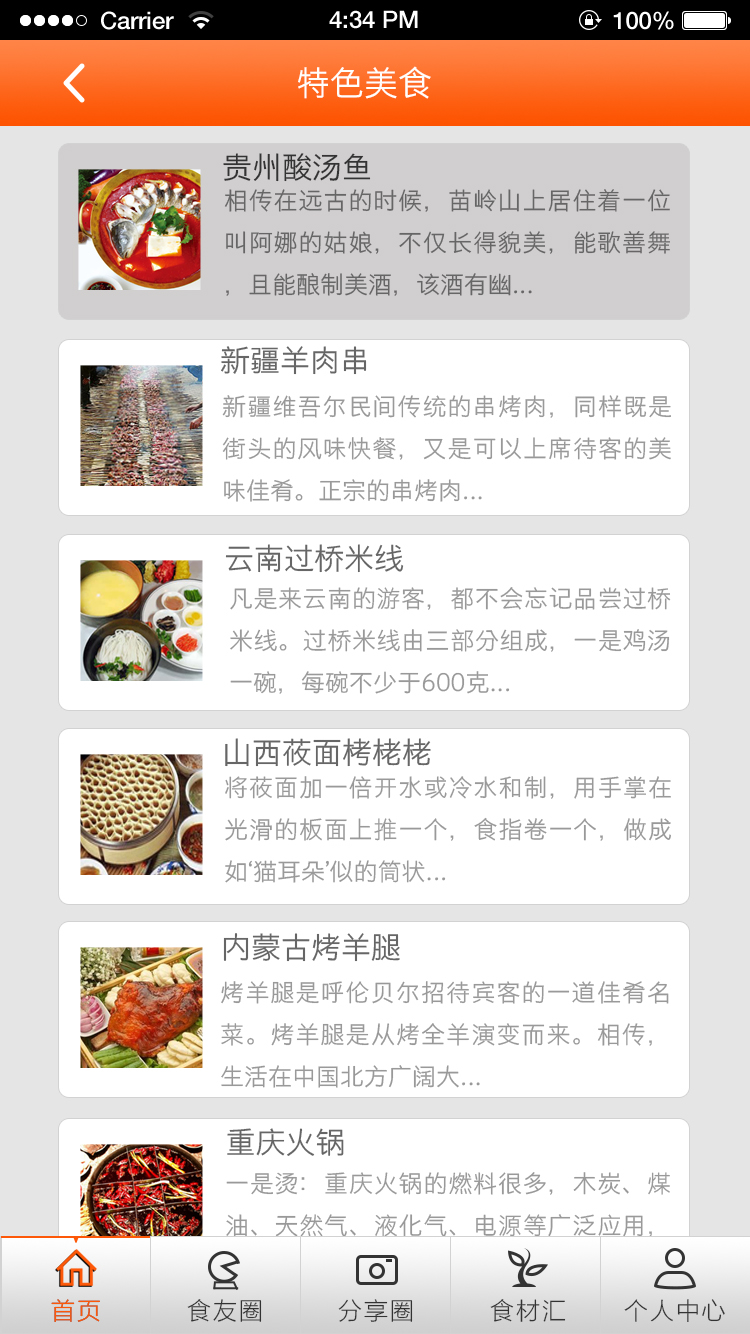 Carrier 4:34 PM 100%
特色美食
贵州酸汤鱼
相传在远古的时候，苗岭山上居住着一位
叫阿娜的姑娘，不仅长得貌美，能歌善舞
，且能酿制美酒，该酒有幽...
新疆羊肉串
新疆维吾尔民间传统的串烤肉，同样既是
街头的风味快餐，又是可以上席待客的美
味佳肴。正宗的串烤肉...
云南过桥米线
凡是来云南的游客，都不会忘记品尝过桥
米线。过桥米线由三部分组成，一是鸡汤
一碗，每碗不少于600克...
山西莜面栲栳栳
将莜面加一倍开水或冷水和制，用手掌在
光滑的板面上推一个，食指卷一个，做成
如‘猫耳朵’似的筒状...
内蒙古烤羊腿
烤羊腿是呼伦贝尔招待宾客的一道佳肴名
菜。烤羊腿是从烤全羊演变而来。相传，
生活在中国北方广阔大...
重庆火锅
一是烫：重庆火锅的燃料很多，木炭、煤
油、天然气、液化气、电源等广泛应用，
首页 食友圈 分享圈 食材汇 个人中心